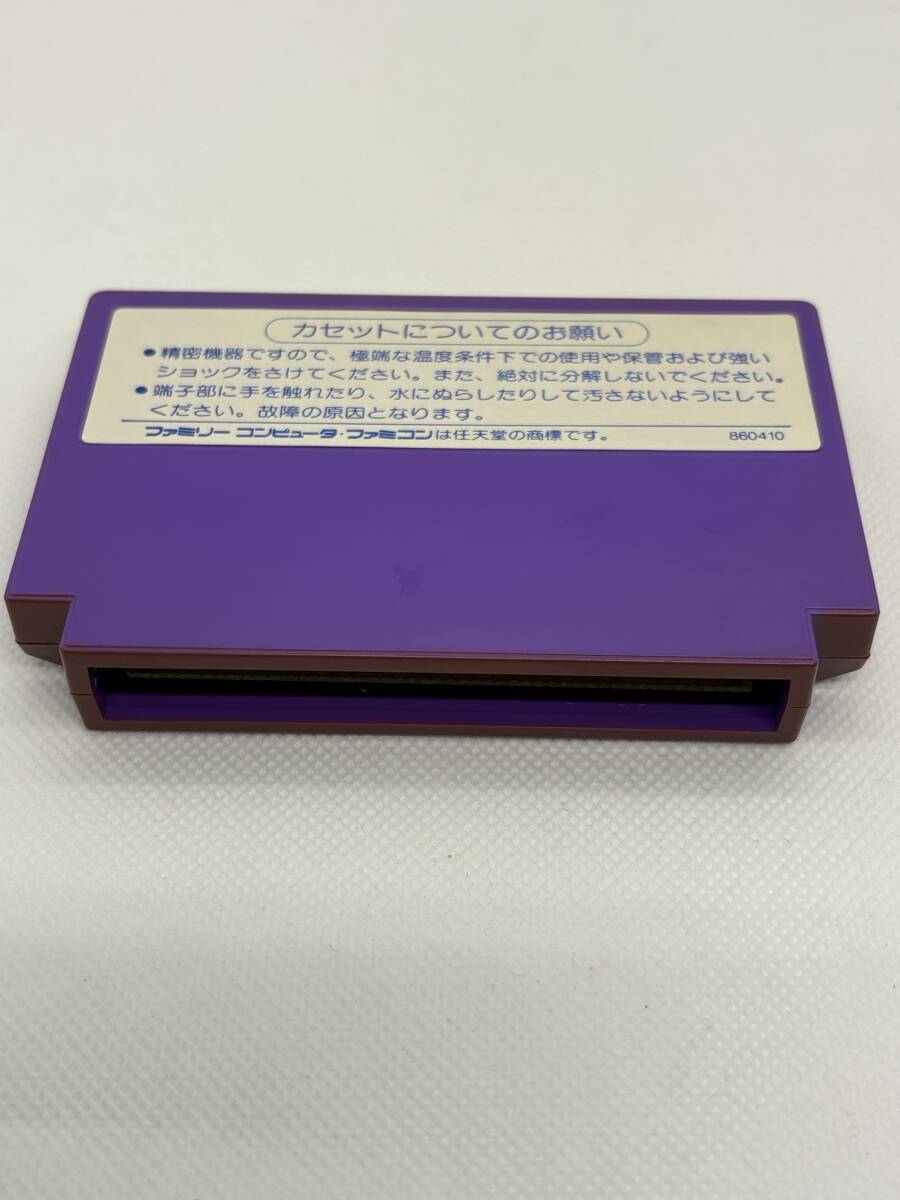 カセットについてのお願い
●精密機器ですので、極端な温度条件下での使用や保管および強い
ショックをさけてください。また、絶対に分解しないでください。
●端子部に手を触れたり、水にぬらしたりして汚さないようにして
ください。故障の原因となります。
ファミリー コンピュータ・ファミコンは任天堂の商標です。 860410